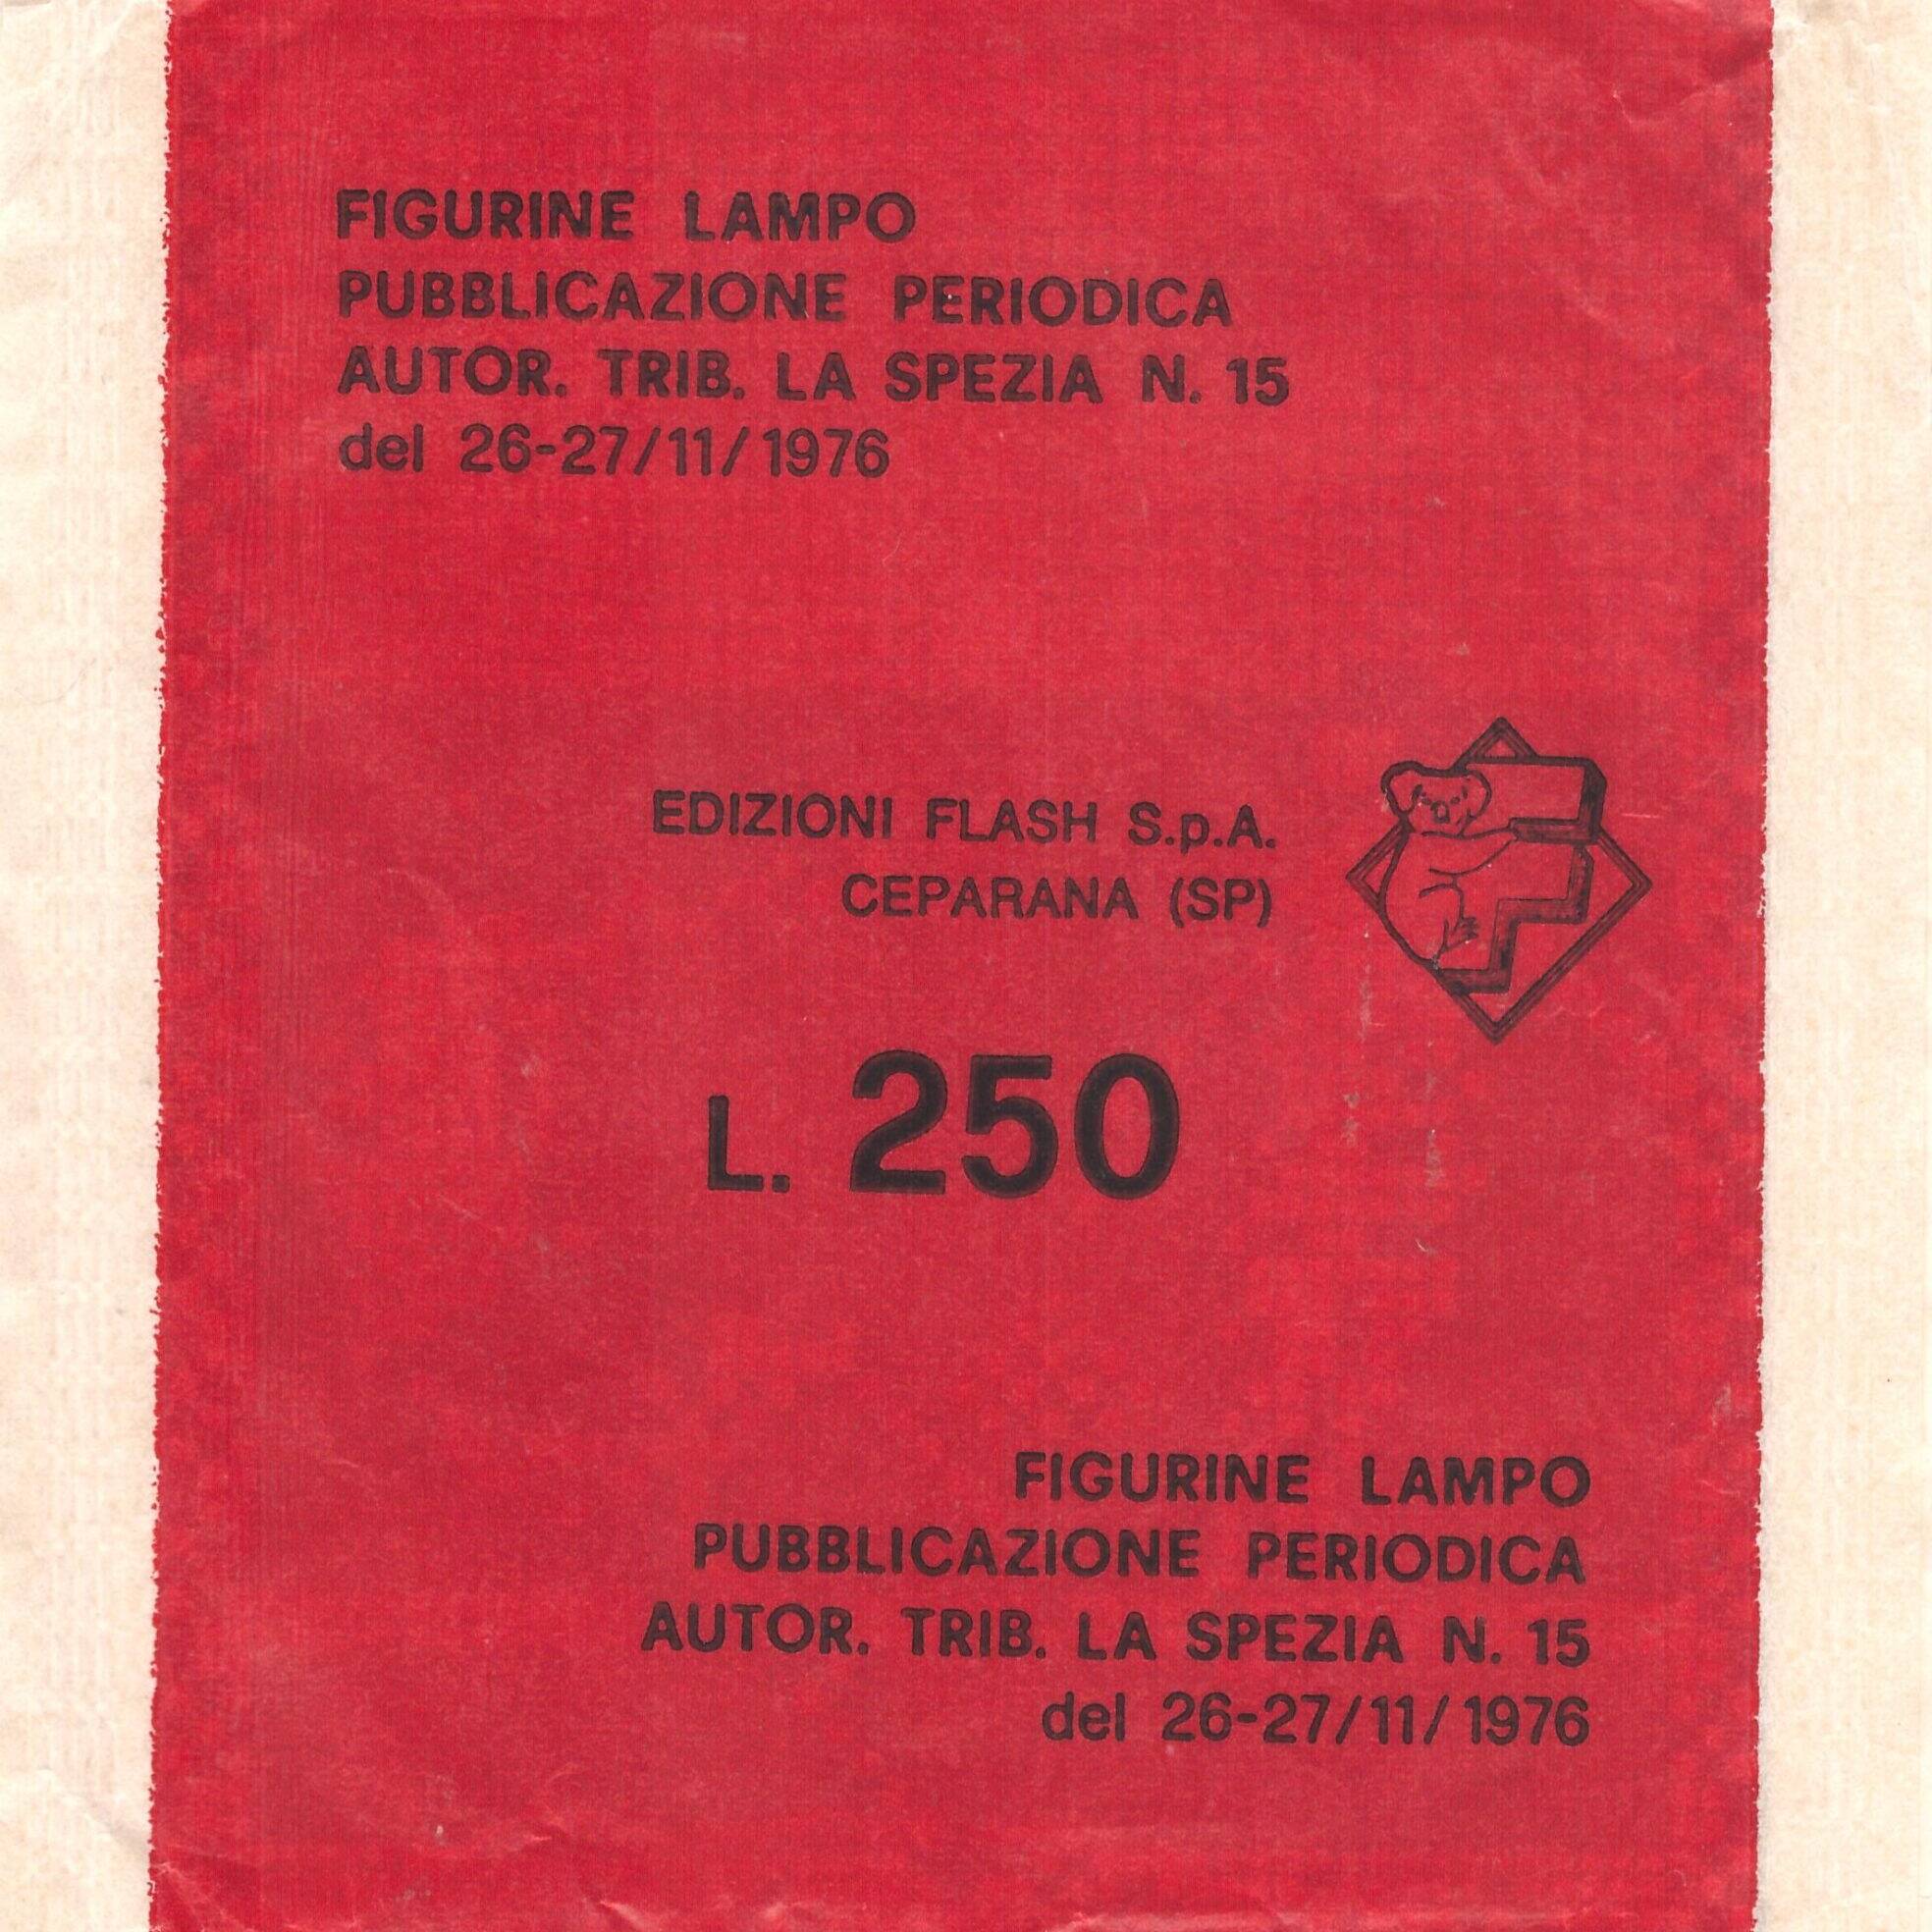 FIGURINE LAMPO
PUBBLICAZIONE PERIODICA
AUTOR. TRIB. LA SPEZIA N. 15
del 26-27/11/1976
EDIZIONI FLASH S.p.A.
CEPARANA (SP)
L. 250
FIGURINE LAMPO
PUBBLICAZIONE PERIODICA
AUTOR. TRIB. LA SPEZIA N. 15
del 26-27/11/1976